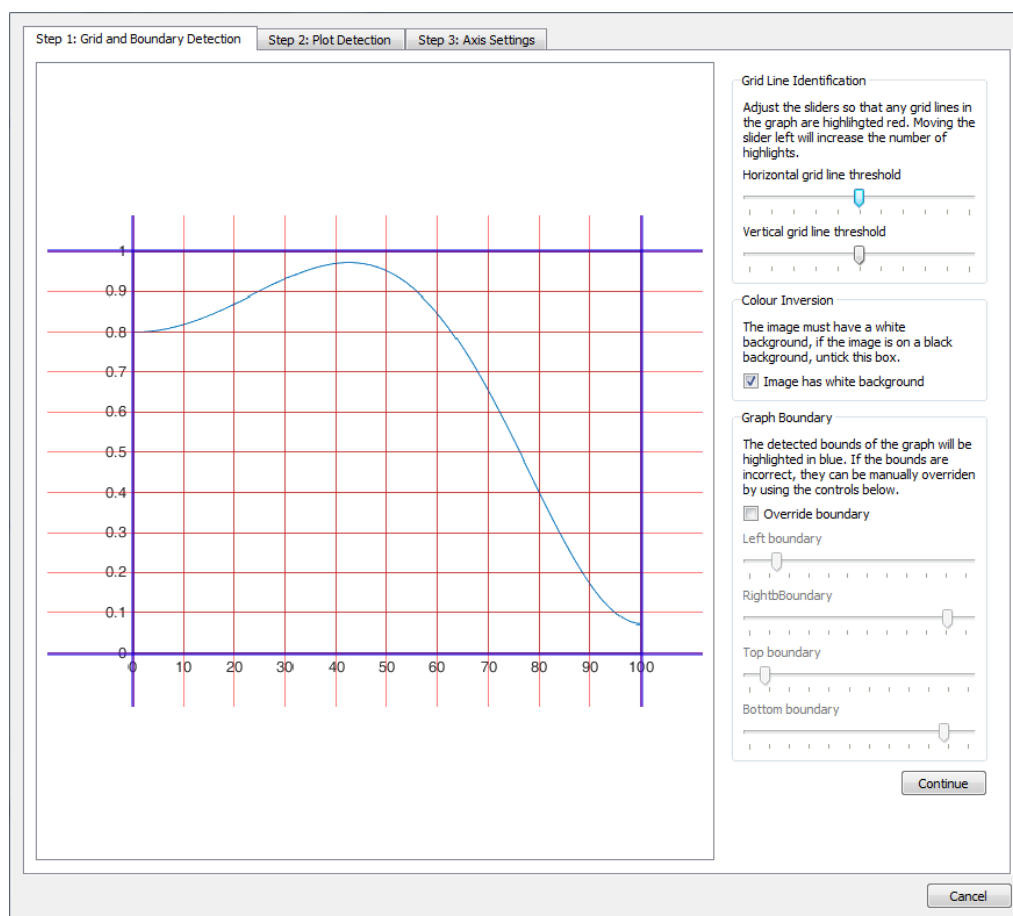 Step 1: Grid and Boundary Detection
Step 2: Plot Detection
Step 3: Axis Settings
1
0.9
0.8
0.7
0.6
0.5
0.4
0.3
0.2
0.1
0
0 10 20 30 40 50 60 70 80 90 100
Grid Line Identification
Adjust the sliders so that any grid lines in
the graph are highlihgted red. Moving the
slider left will increase the number of
highlights.
Horizontal grid line threshold
Vertical grid line threshold
Colour Inversion
The image must have a white
background, if the image is on a black
background, untick this box.
Image has white background
Graph Boundary
The detected bounds of the graph will be
highlighted in blue. If the bounds are
incorrect, they can be manually overriden
by using the controls below.
Override boundary
Left boundary
RightbBoundary
Top boundary
Bottom boundary
Continue
Cancel